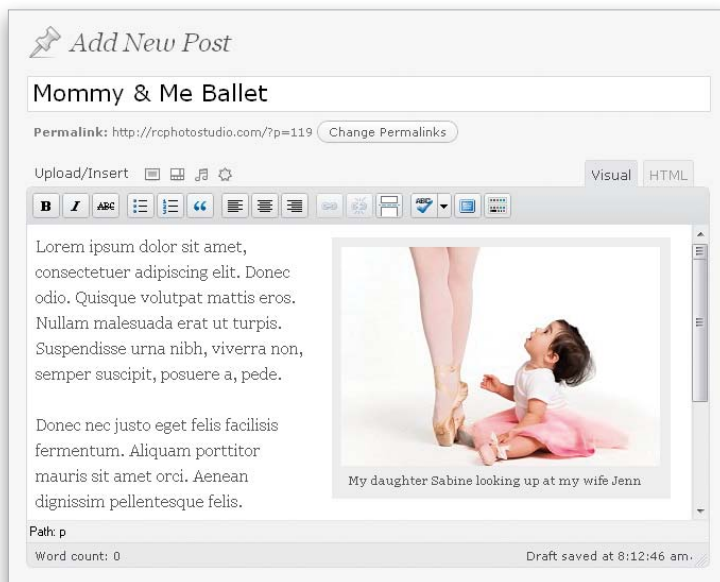 Add New Post
Mommy & Me Ballet
Permalink: http://rcphotostudio.com/?p=119 Change Permalinks
Upload/Insert
Visual HTML
B I ABC ABC
Lorem ipsum dolor sit amet,
consectetuer adipiscing elit. Donec
odio. Quisque volutpat mattis eros.
Nullam malesuada erat ut turpis.
Suspendisse urna nibh, viverra non,
semper suscipit, posuere a, pede.
Donec nec justo eget felis facilisis
fermentum. Aliquam porttitor
mauris sit amet orci. Aenean
dignissim pellentesque felis.
My daughter Sabine looking up at my wife Jenn
Path: p
Word count: 0 Draft saved at 8:12:46 am.